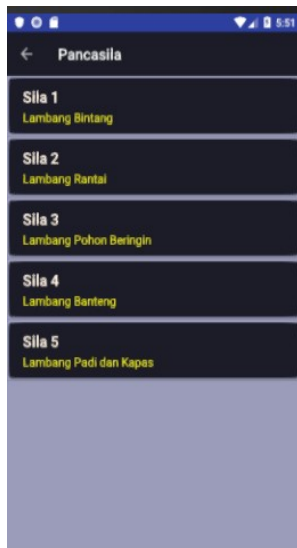 5:51
Pancasila
Sila 1
Lambang Bintang
Sila 2
Lambang Rantai
Sila 3
Lambang Pohon Beringin
Sila 4
Lambang Banteng
Sila 5
Lambang Padi dan Kapas